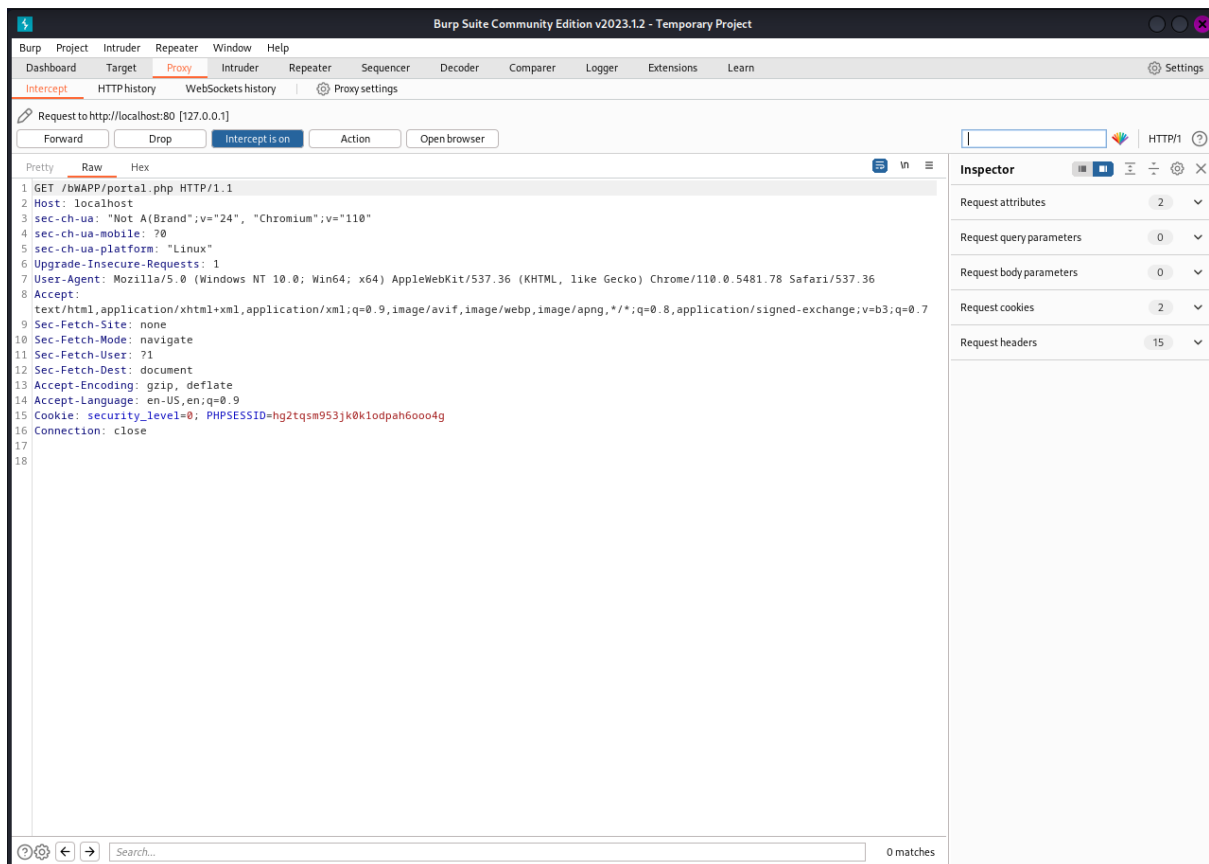 Burp Suite Community Edition v2023.1.2 - Temporary Project
Burp Project Intruder Repeater Window Help
Dashboard Target Proxy Intruder Repeater Sequencer Decoder Comparer Logger Extensions Learn Settings
Intercept HTTP history WebSockets history Proxy settings
Request to http://localhost:80 [127.0.0.1]
Forward Drop Intercept is on Action Open browser HTTP/1 ?
Pretty Raw Hex \n
1 GET /bWAPP/portal.php HTTP/1.1
2 Host: localhost
3 sec-ch-ua: "Not A(Brand";v="24", "Chromium";v="110"
4 sec-ch-ua-mobile: ?0
5 sec-ch-ua-platform: "Linux"
6 Upgrade-Insecure-Requests: 1
7 User-Agent: Mozilla/5.0 (Windows NT 10.0; Win64; x64) AppleWebKit/537.36 (KHTML, like Gecko) Chrome/110.0.5481.78 Safari/537.36
8 Accept:
text/html,application/xhtml+xml,application/xml;q=0.9,image/avif,image/webp,image/apng,*/*;q=0.8,application/signed-exchange;v=b3;q=0.7
9 Sec-Fetch-Site: none
10 Sec-Fetch-Mode: navigate
11 Sec-Fetch-User: ?1
12 Sec-Fetch-Dest: document
13 Accept-Encoding: gzip, deflate
14 Accept-Language: en-US,en;q=0.9
15 Cookie: security_level=0; PHPSESSID=hg2tqsm953jk0k1odpah6ooo4g
16 Connection: close
17
18
Inspector
Request attributes 2
Request query parameters 0
Request body parameters 0
Request cookies 2
Request headers 15
? Search... 0 matches